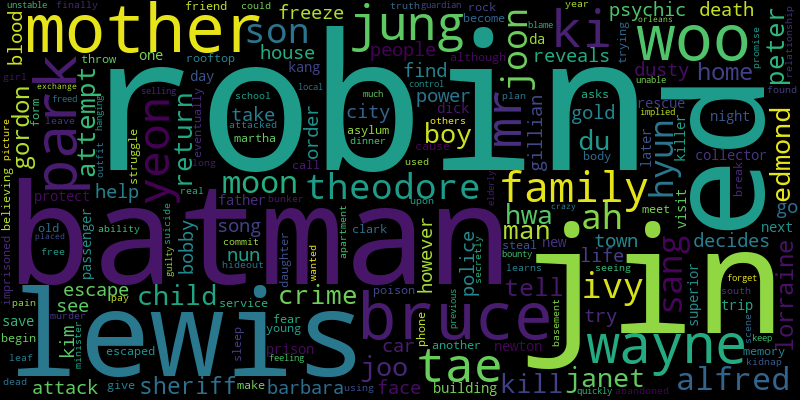 unstable finally friend could truth guardian blame year orleans
mother son jung ki woo psychic death
freeze rock become da trying promise
blood rooftop house people unable peter
park attempt throw one reveals dusty home
girl exchange robin joon find relationship
although day kang school much control plan
gordon form freed leave selling local
hanging struggle return yeon take city power dick gold rescue
outfit eventually order attacked others asylum martha dinner boy mr gillian du hyun later killer night collector
believing picture protect long call used cause body implied break
ed
batman moon theodore family edmond
help father bunker elderly hwa ah man meet visit go
imprisoned old ability real song clark upon crazy
placed passenger suicide commit apartment steal new town decides next
free bobby nun wanted however police secretly bounty life seeing sang
guilty hideout daughter learns tell ivy forget
escape child crime bruce jin superior south trip lorraine
pain see pay service phone previous try scene
save murder fear young poison another basement memory keep
lewis kim minister sleep prison car newton wayne
begin escaped feeling joo tae kidnap
leaf building janet
dead attack give sheriff make barbara using face kill quickly abandoned alfred
asks